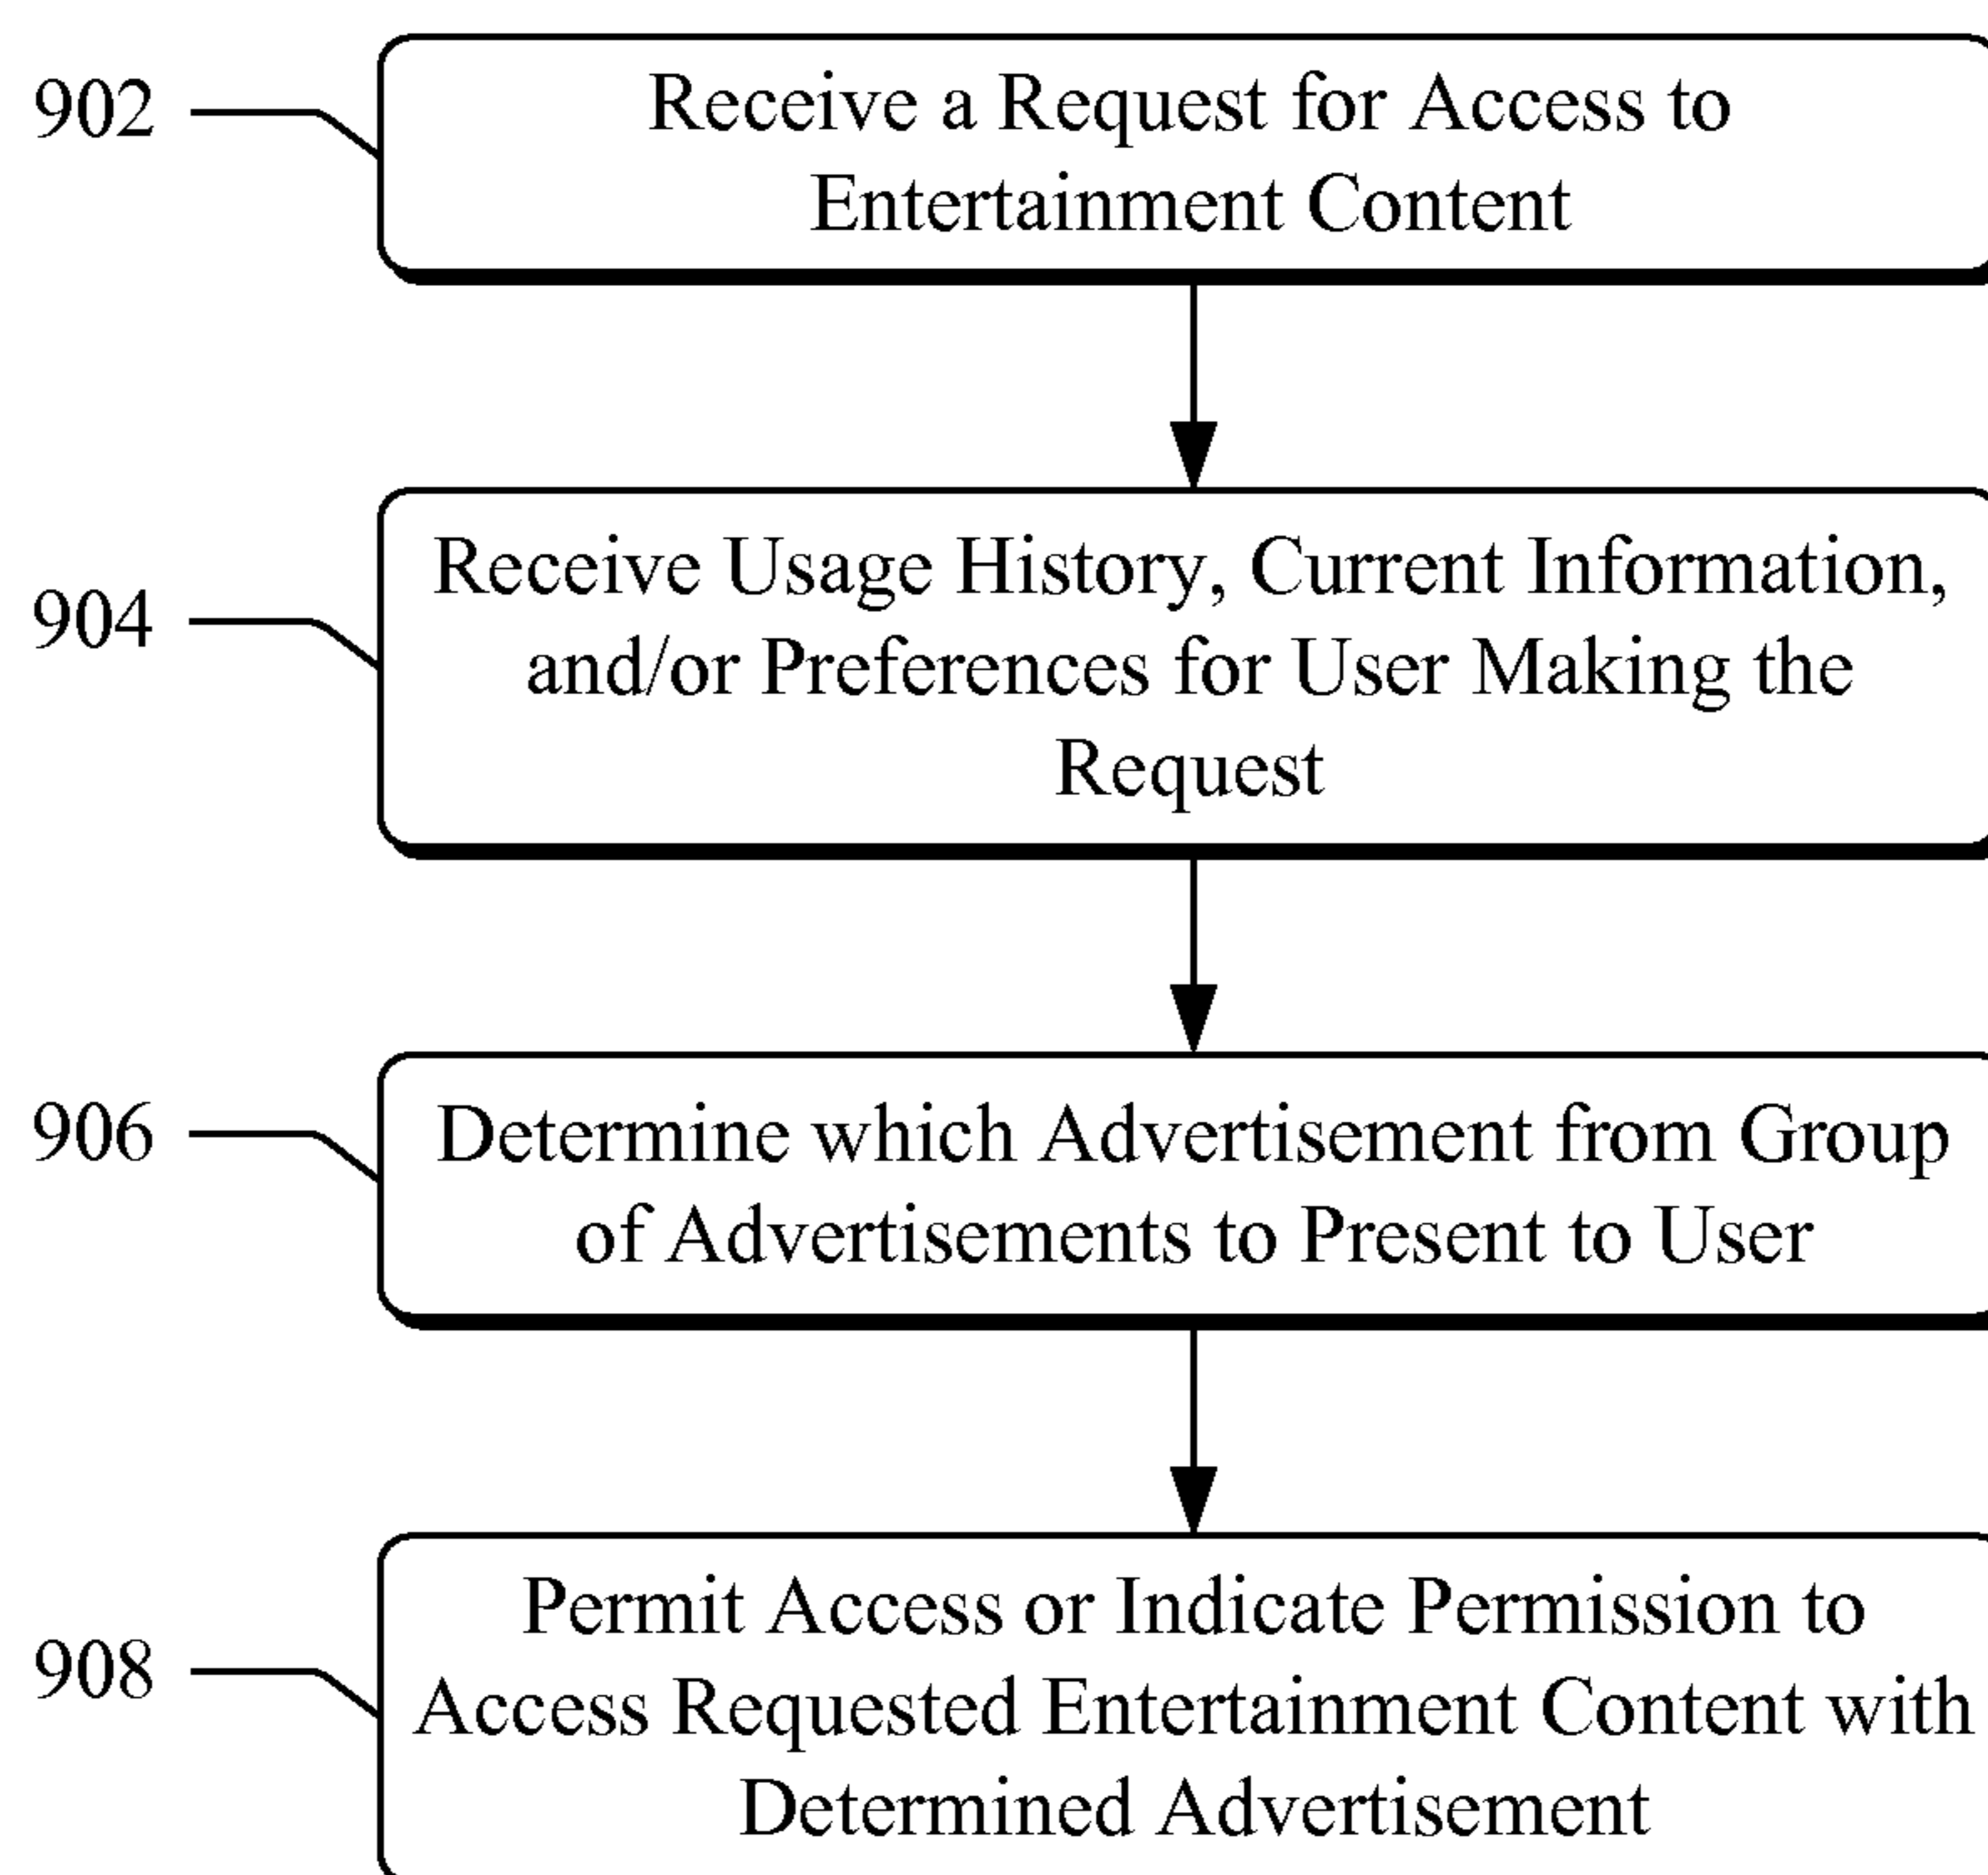 902
Receive a Request for Access to
Entertainment Content
904
Receive Usage History, Current Information,
and/or Preferences for User Making the
Request
906
Determine which Advertisement from Group
of Advertisements to Present to User
908
Permit Access or Indicate Permission to
Access Requested Entertainment Content with
Determined Advertisement